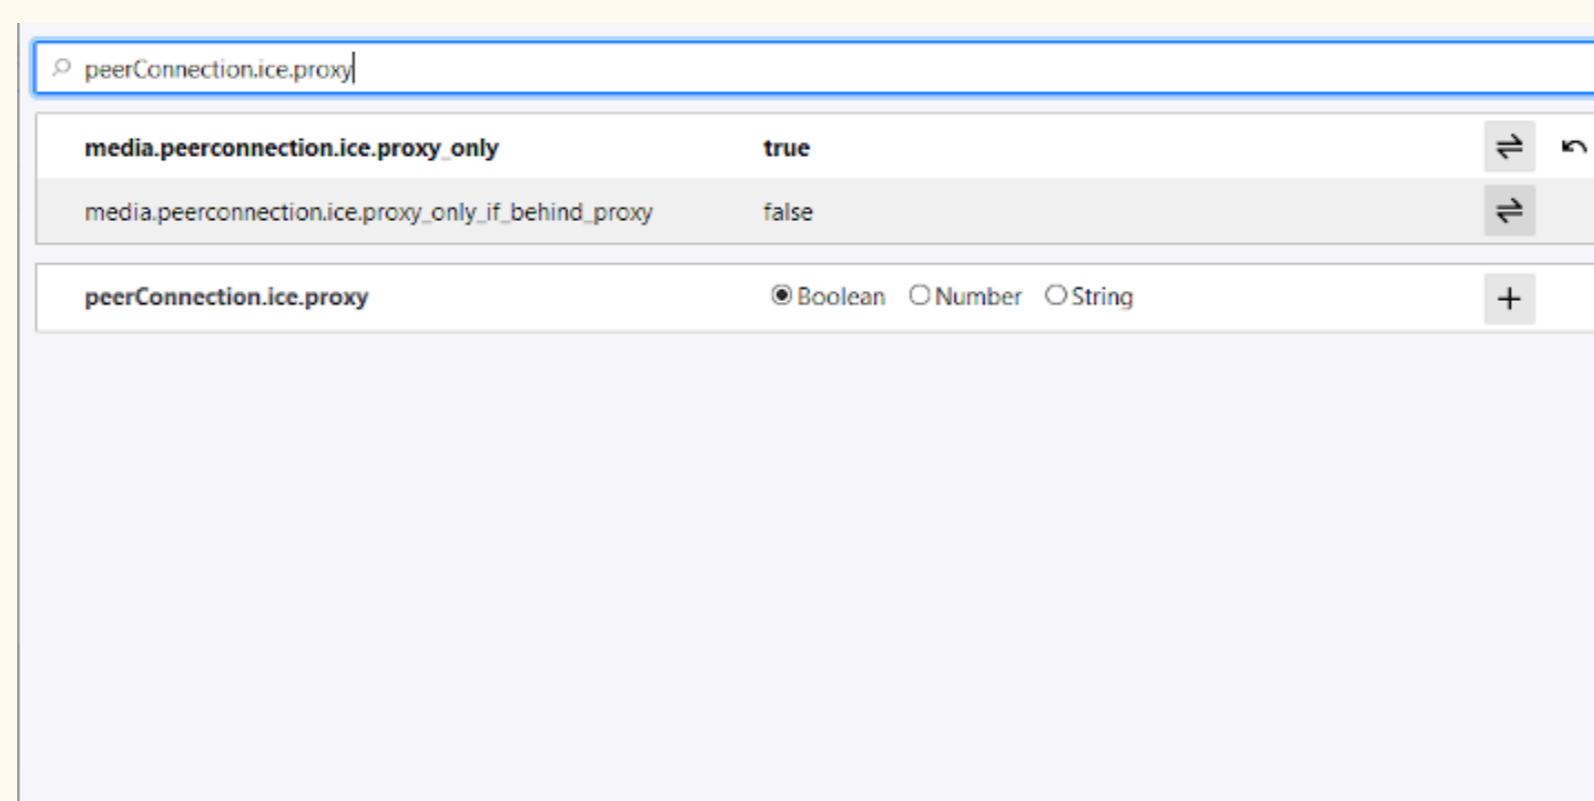 peerConnection.ice.proxy
media.peerconnection.ice.proxy_only true
media.peerconnection.ice.proxy_only_if_behind_proxy false
peerConnection.ice.proxy Boolean Number String